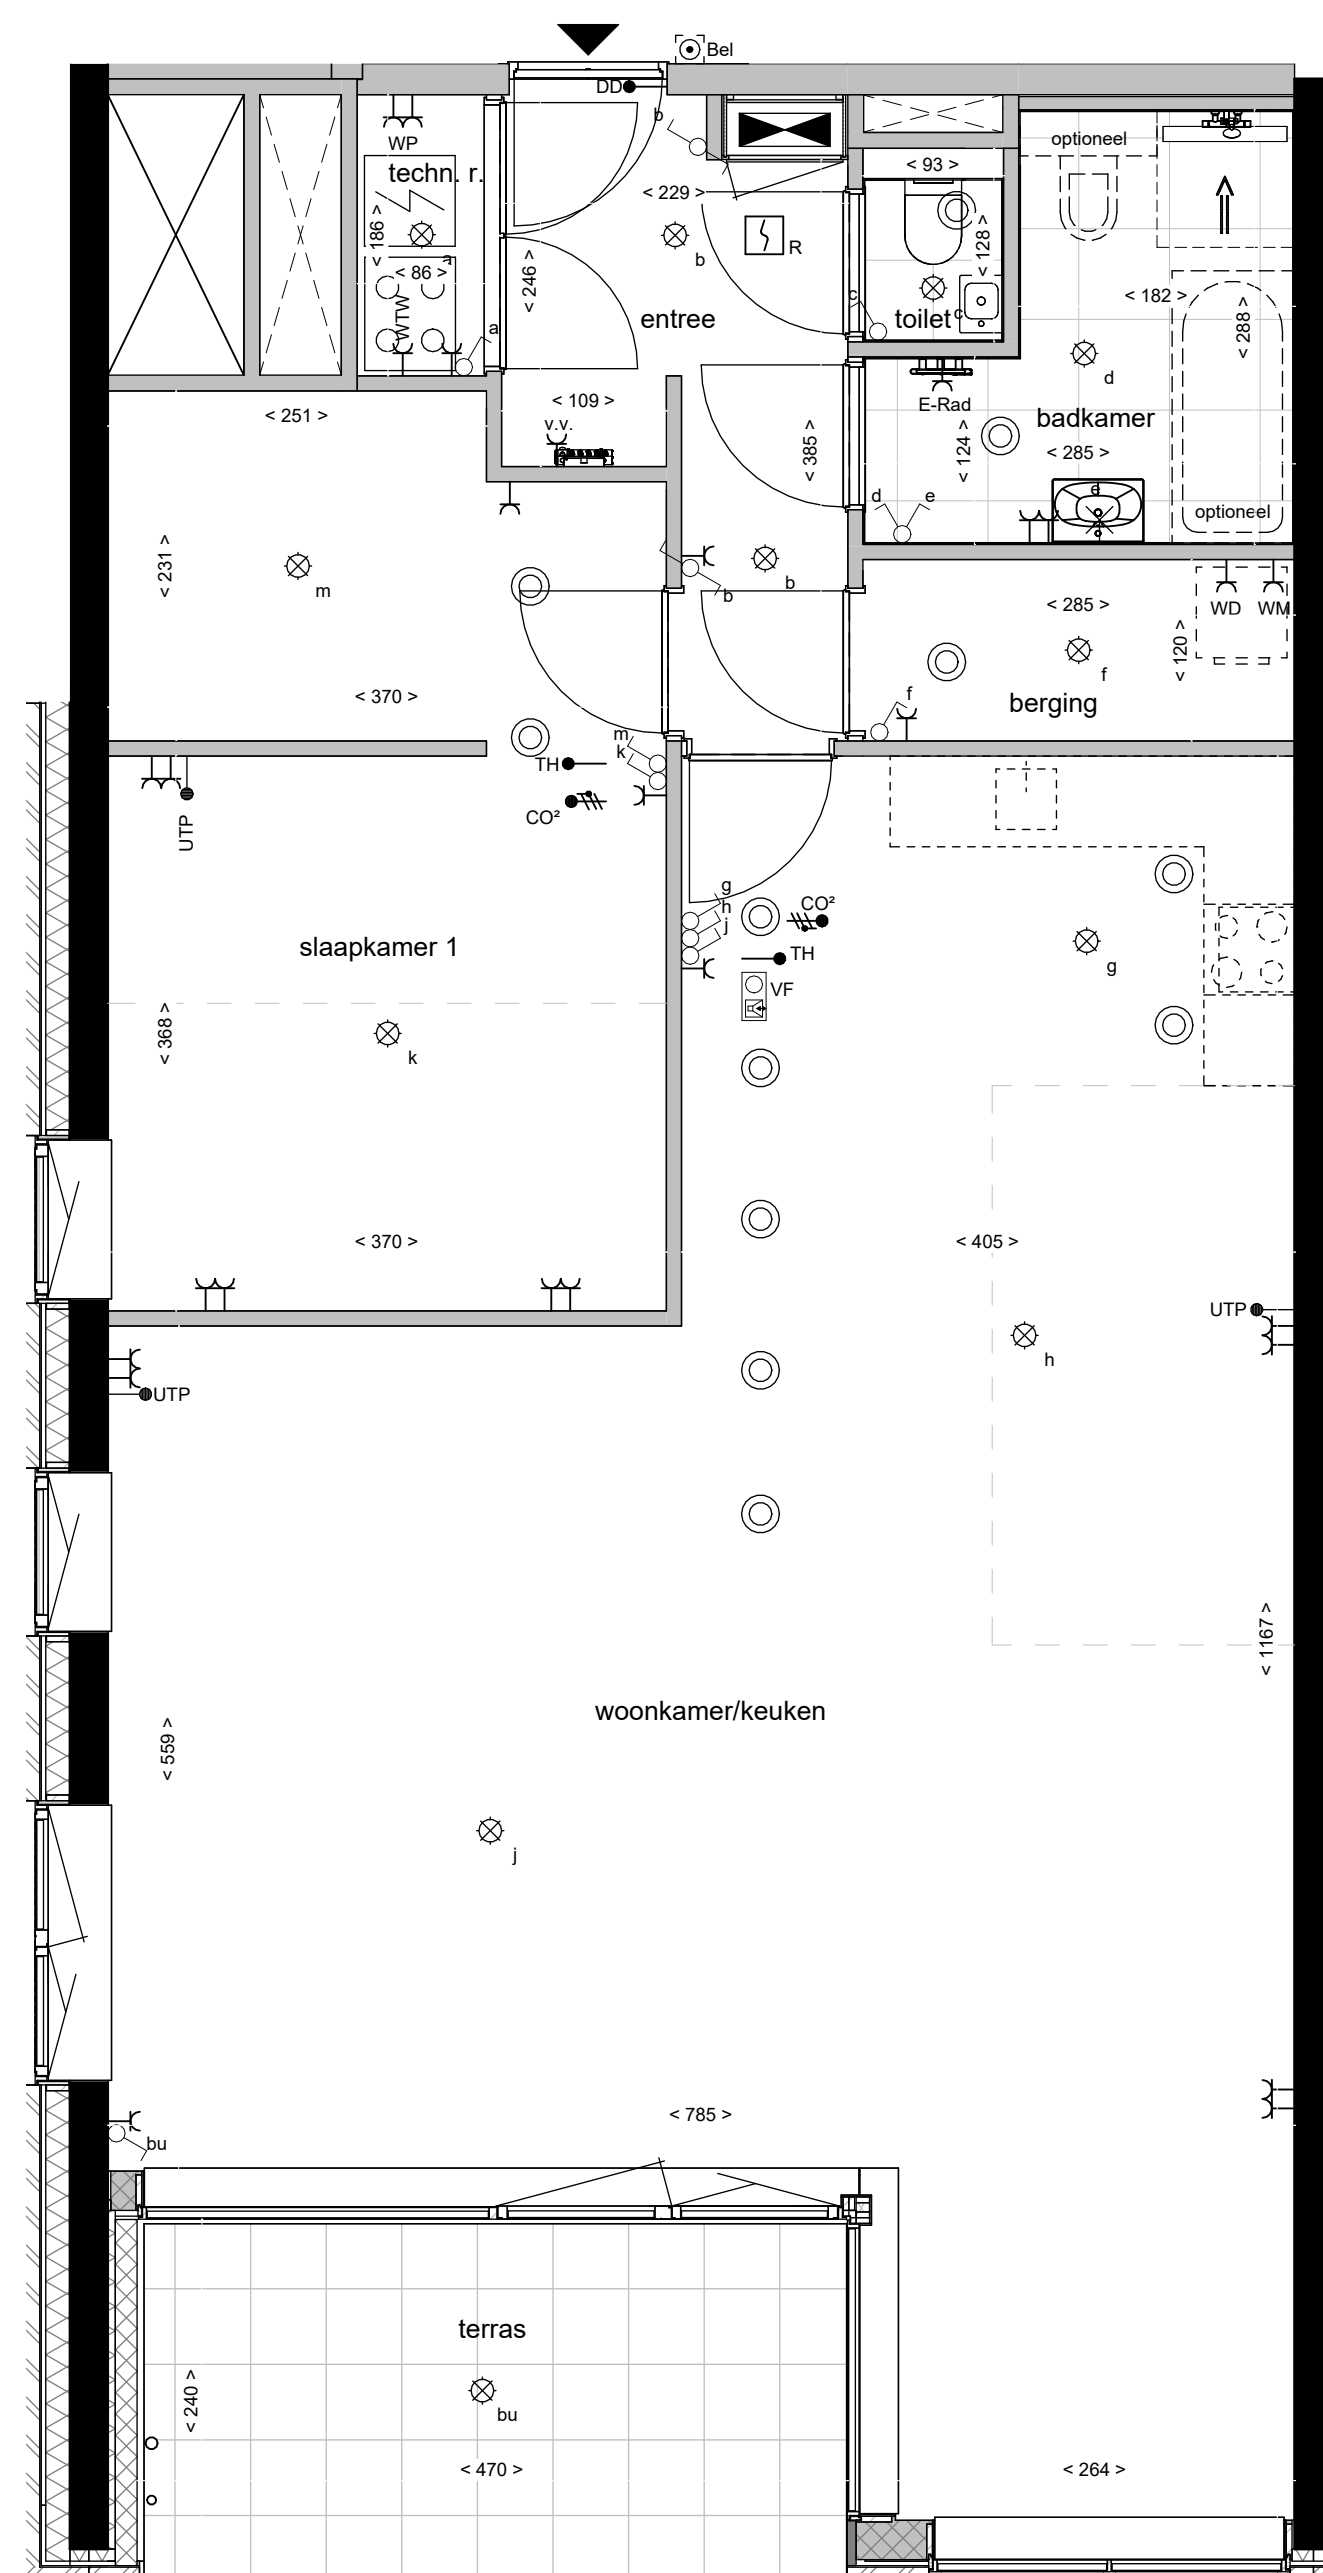 Bel
DD
b
WP
techn. r.
optioneel
< 93 >
< 229 >
< 186 >
a
< 86 >
WTW
a
< 246 >
b
R
entree
< 128 >
c
toilet
c
< 182 >
< 288 >
d
E-Rad
badkamer
< 251 >
< 109 >
v.v.
< 385 >
< 124 >
< 285 >
d
e
e
optioneel
< 231 >
m
b
b
< 285 >
WD
WM
< 120 >
f
f
berging
< 370 >
m
k
TH
CO²
UTP
g
h
j
CO²
TH
VF
g
slaapkamer 1
< 368 >
k
< 370 >
< 405 >
UTP
h
UTP
< 1167 >
woonkamer/keuken
< 559 >
j
< 785 >
bu
terras
< 240 >
bu
< 470 >
< 264 >